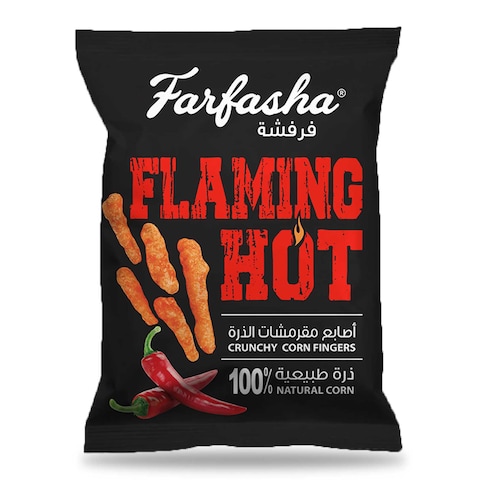 Farfasha®
فرفشة
FLAMING
HOT
أصابع مقرمشات الذرة
CRUNCHY CORN FINGERS
100% ذرة طبيعية
NATURAL CORN